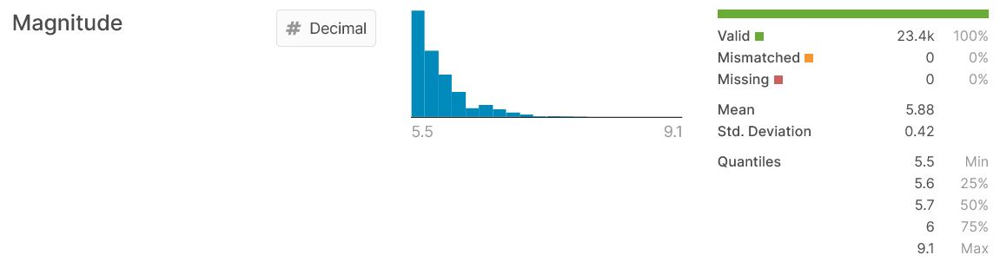 Magnitude
# Decimal
5.5 9.1
Valid 23.4k 100%
Mismatched 0 0%
Missing 0 0%
Mean 5.88
Std. Deviation 0.42
Quantiles 5.5 Min
5.6 25%
5.7 50%
6 75%
9.1 Max